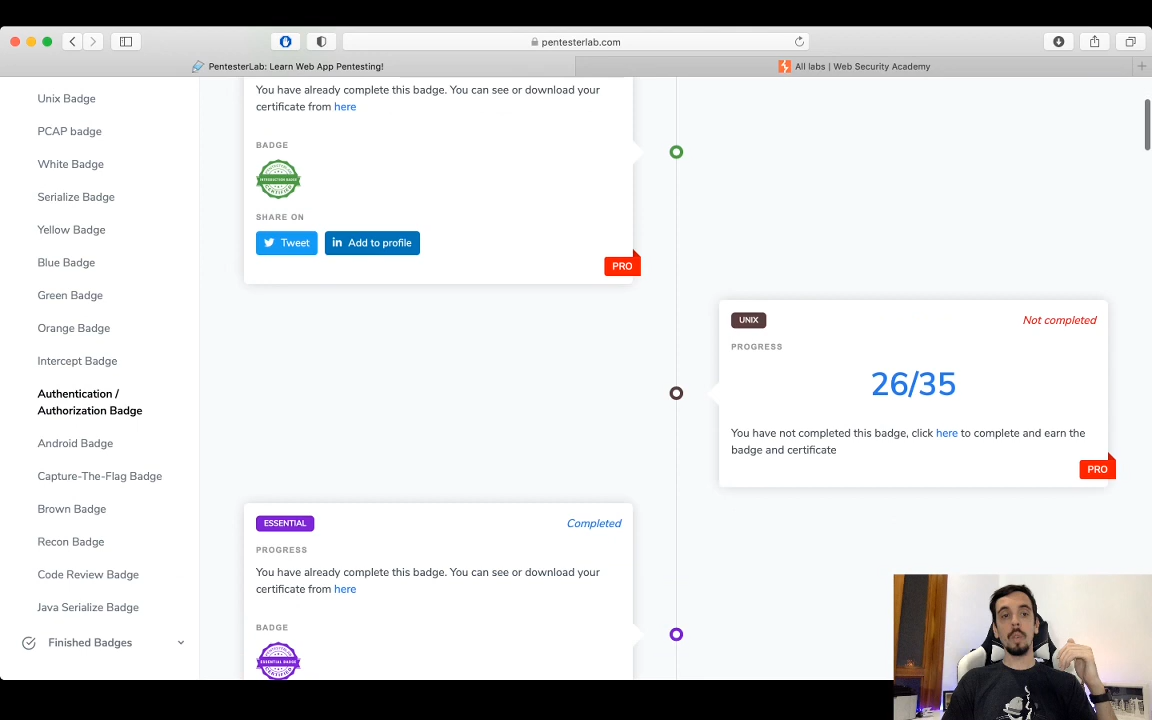 pentesterlab.com
PentesterLab: Learn Web App Pentesting!
All labs | Web Security Academy
Unix Badge
PCAP badge
White Badge
Serialize Badge
Yellow Badge
Blue Badge
Green Badge
Orange Badge
Intercept Badge
Authentication /
Authorization Badge
Android Badge
Capture-The-Flag Badge
Brown Badge
Recon Badge
Code Review Badge
Java Serialize Badge
Finished Badges
You have already complete this badge. You can see or download your
certificate from here
BADGE
SHARE ON
Tweet
in Add to profile
PRO
UNIX
Not completed
PROGRESS
26/35
You have not completed this badge, click here to complete and earn the
badge and certificate
PRO
ESSENTIAL
Completed
PROGRESS
You have already complete this badge. You can see or download your
certificate from here
BADGE
ESSENTIAL BADGE